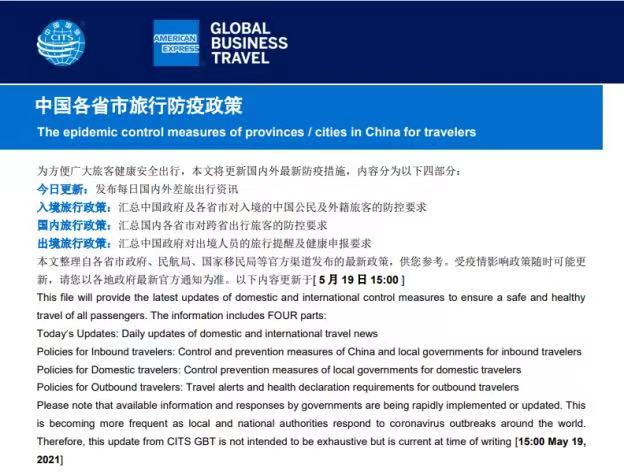 中国国旅
CITS
AMERICAN
EXPRESS
GLOBAL
BUSINESS
TRAVEL
中国各省市旅行防疫政策
The epidemic control measures of provinces / cities in China for travelers
为方便广大旅客健康安全出行，本文将更新国内外最新防疫措施，内容分为以下四部分：
今日更新：发布每日国内外差旅出行资讯
入境旅行政策：汇总中国政府及各省市对入境的中国公民及外籍旅客的防控要求
国内旅行政策：汇总国内各省市对跨省出行旅客的防控要求
出境旅行政策：汇总中国政府对出境人员的旅行提醒及健康申报要求
本文整理自各省市政府、民航局、国家移民局等官方渠道发布的最新政策，供您参考。受疫情影响政策随时可能更
新，请您以各地政府最新官方通知为准。以下内容更新于[ 5 月 19 日 15:00 ]
This file will provide the latest updates of domestic and international control measures to ensure a safe and healthy
travel of all passengers. The information includes FOUR parts:
Today's Updates: Daily updates of domestic and international travel news
Policies for Inbound travelers: Control and prevention measures of China and local governments for inbound travelers
Policies for Domestic travelers: Control prevention measures of local governments for domestic travelers
Policies for Outbound travelers: Travel alerts and health declaration requirements for outbound travelers
Please note that available information and responses by governments are being rapidly implemented or updated. This
is becoming more frequent as local and national authorities respond to coronavirus outbreaks around the world.
Therefore, this update from CITS GBT is not intended to be exhaustive but is current at time of writing [15:00 May 19,
2021]